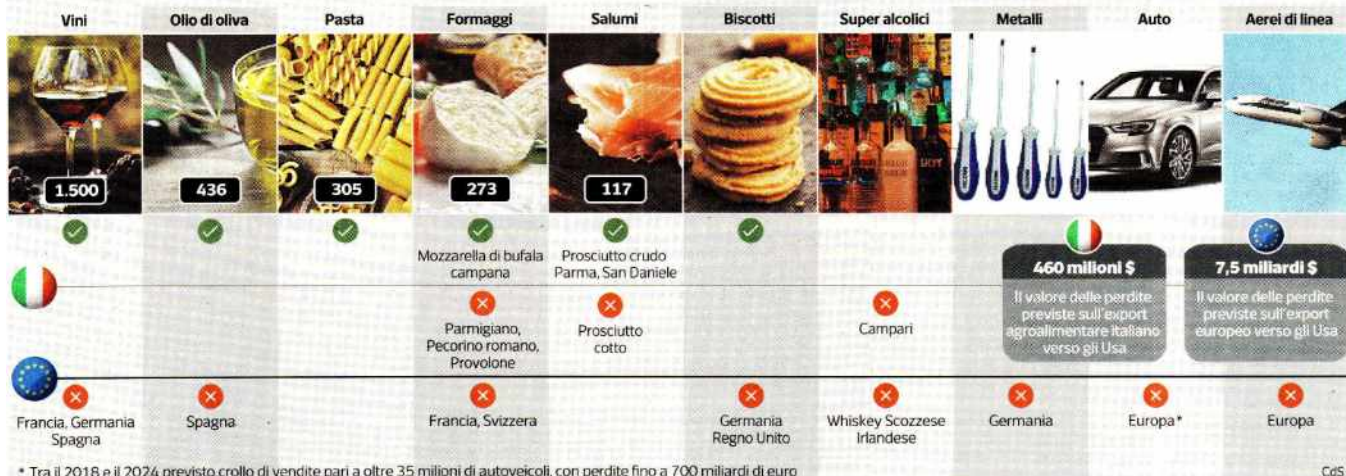 Vini
Olio di oliva
Pasta
Formaggi
Salumi
Biscotti
Super alcolici
Metalli
Auto
Aerei di linea
1.500
436
305
273
117
Mozzarella di bufala
campana
Prosciutto crudo
Parma, San Daniele
Parmigiano,
Pecorino romano,
Provolone
Prosciutto
cotto
Campari
460 milioni $
Il valore delle perdite
previste sull'export
agroalimentare italiano
verso gli Usa
7,5 miliardi $
Il valore delle perdite
previste sull'export
europeo verso gli Usa
Francia, Germania
Spagna
Spagna
Francia, Svizzera
Germania
Regno Unito
Whiskey Scozzese
Irlandese
Germania
Europa*
Europa
* Tra il 2018 e il 2024 previsto crollo di vendite pari a oltre 35 milioni di autoveicoli, con perdite fino a 700 miliardi di euro
CdS